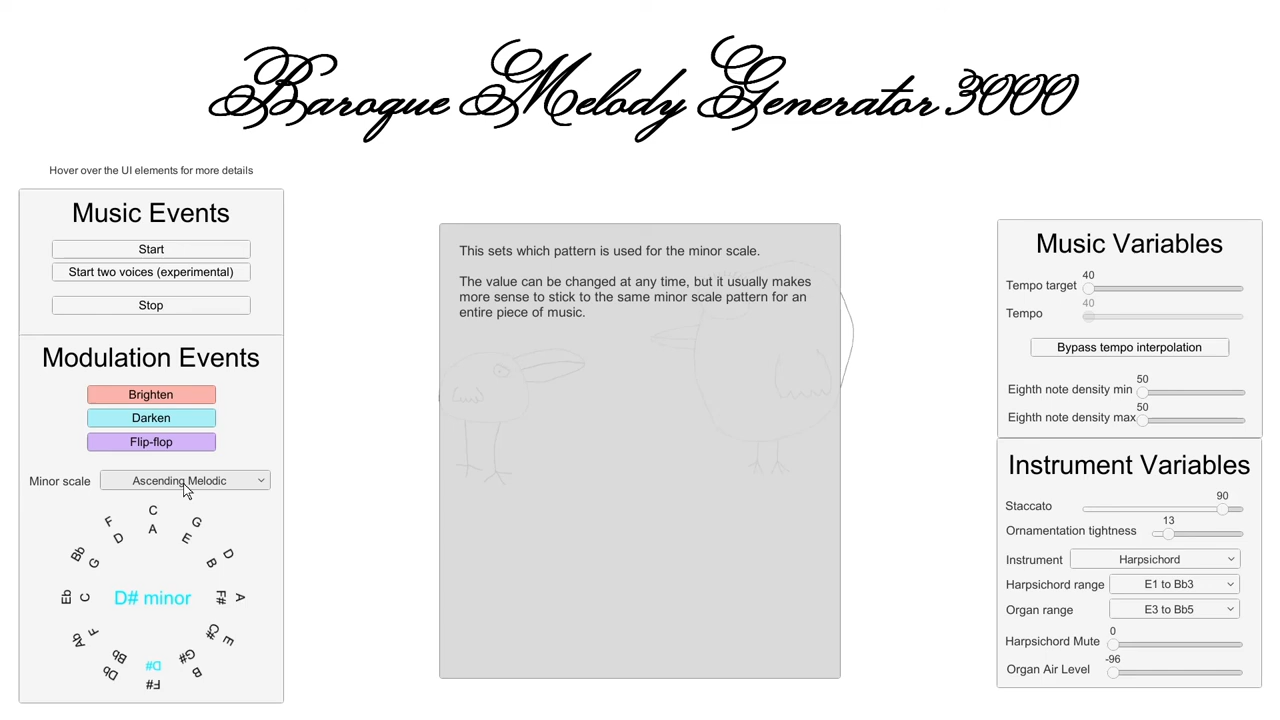 Baroque Melody Generator 3000
Hover over the UI elements for more details
Music Events
Start
Start two voices (experimental)
Stop
Modulation Events
Brighten
Darken
Flip-flop
Minor scale
Ascending Melodic
C
G
D
A
E
B
F#
Db
Ab
Eb
Bb
F
A
E
B
F#
C#
G#
D#
Bb
F
C
G
D
D# minor
This sets which pattern is used for the minor scale.
The value can be changed at any time, but it usually makes
more sense to stick to the same minor scale pattern for an
entire piece of music.
Music Variables
Tempo target
40
Tempo
40
Bypass tempo interpolation
Eighth note density min
50
Eighth note density max
50
Instrument Variables
Staccato
90
Ornamentation tightness
13
Instrument
Harpsichord
Harpsichord range
E1 to Bb3
Organ range
E3 to Bb5
Harpsichord Mute
0
Organ Air Level
-96